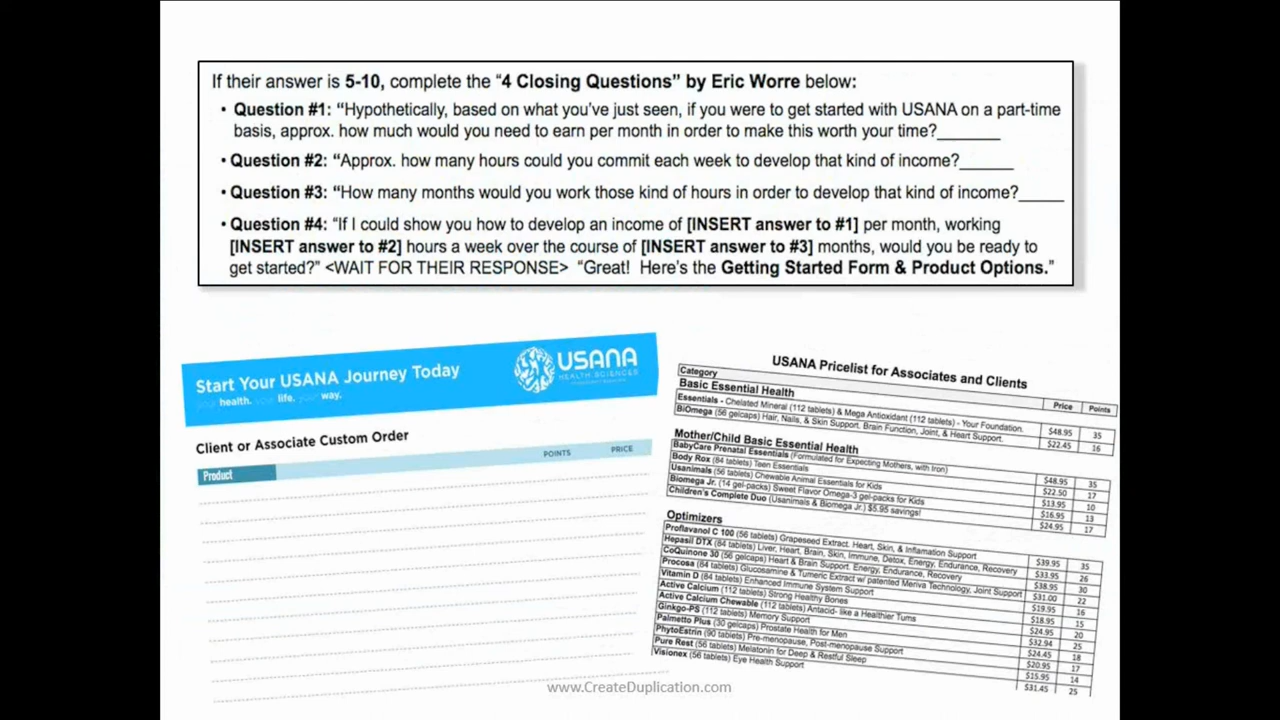 If their answer is 5-10, complete the “4 Closing Questions” by Eric Worre below:
• Question #1: “Hypothetically, based on what you’ve just seen, if you were to get started with USANA on a part-time
basis, approx. how much would you need to earn per month in order to make this worth your time?_______
• Question #2: “Approx. how many hours could you commit each week to develop that kind of income?______
• Question #3: “How many months would you work those kind of hours in order to develop that kind of income?_____
• Question #4: “If I could show you how to develop an income of [INSERT answer to #1] per month, working
[INSERT answer to #2] hours a week over the course of [INSERT answer to #3] months, would you be ready to
get started?” <WAIT FOR THEIR RESPONSE> “Great! Here’s the Getting Started Form & Product Options.”
Start Your USANA Journey Today
your health. your life. your way.
USANA
HEALTH SCIENCES
Client or Associate Custom Order
Product POINTS PRICE
USANA Pricelist for Associates and Clients
Category Price Points
Basic Essential Health
Essentials - Chelated Mineral (112 tablets) & Mega Antioxidant (112 tablets) - Your Foundation. $48.95 35
BiOmega (56 gelcaps) Hair, Nails, & Skin Support. Brain Function, Joint, & Heart Support. $22.45 16
Mother/Child Basic Essential Health
BabyCare Prenatal Essentials (Formulated for Expecting Mothers, with Iron) $48.95 35
Body Rox (84 tablets) Teen Essentials $22.50 17
Usanimals (56 tablets) Chewable Animal Essentials for Kids $13.95 10
Biomega Jr. (14 gel-packs) Sweet Flavor Omega-3 gel-packs for Kids $16.95 13
Children's Complete Duo (Usanimals & Biomega Jr.) $5.95 savings! $24.95 17
Optimizers
Proflavanol C 100 (56 tablets) Grapeseed Extract. Heart, Skin, & Inflamation Support $39.95 35
Hepasil DTX (84 tablets) Liver, Heart, Brain, Skin, Immune, Detox, Energy, Endurance, Recovery $33.95 26
CoQuinone 30 (56 gelcaps) Heart & Brain Support. Energy, Endurance, Recovery $38.95 30
Procosa (84 tablets) Glucosamine & Tumeric Extract w/ patented Meriva Technology, Joint Support $31.00 22
Vitamin D (84 tablets) Enhanced Immune System Support $19.95 16
Active Calcium (112 tablets) Strong Healthy Bones $18.95 15
Active Calcium Chewable (112 tablets) Antacid- like a Healthier Tums $24.95 20
Ginkgo-PS (112 tablets) Memory Support $32.94 25
Palmetto Plus (30 gelcaps) Prostate Health for Men $24.45 18
PhytoEstrin (90 tablets) Pre-menopause, Post-menopause Support $20.95 17
Pure Rest (56 tablets) Melatonin for Deep & Restful Sleep $15.95 14
Visionex (56 tablets) Eye Health Support $31.45 25
www.CreateDuplication.com